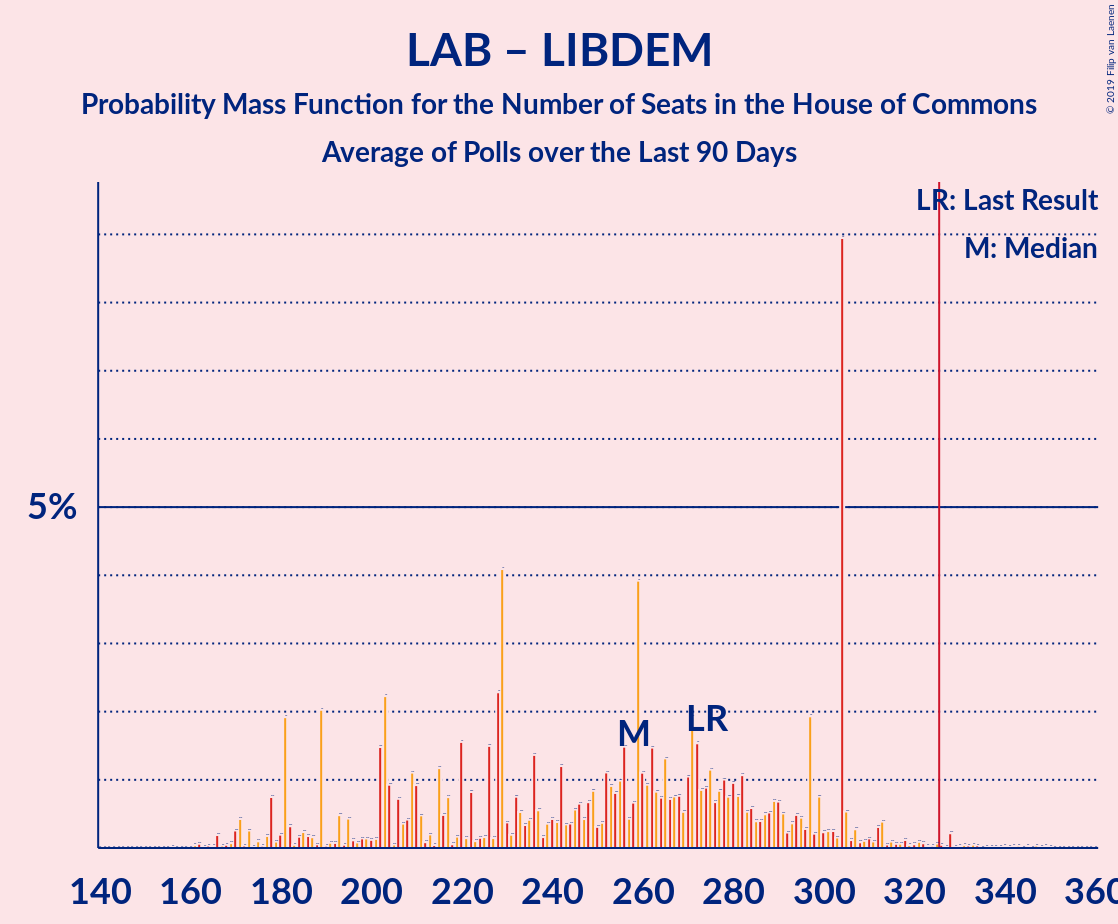 LAB – LIBDEM
Probability Mass Function for the Number of Seats in the House of Commons
Average of Polls over the Last 90 Days
© 2019 Filip van Laenen
LR: Last Result
M: Median
5%
M
LR
140 160 180 200 220 240 260 280 300 320 340 360